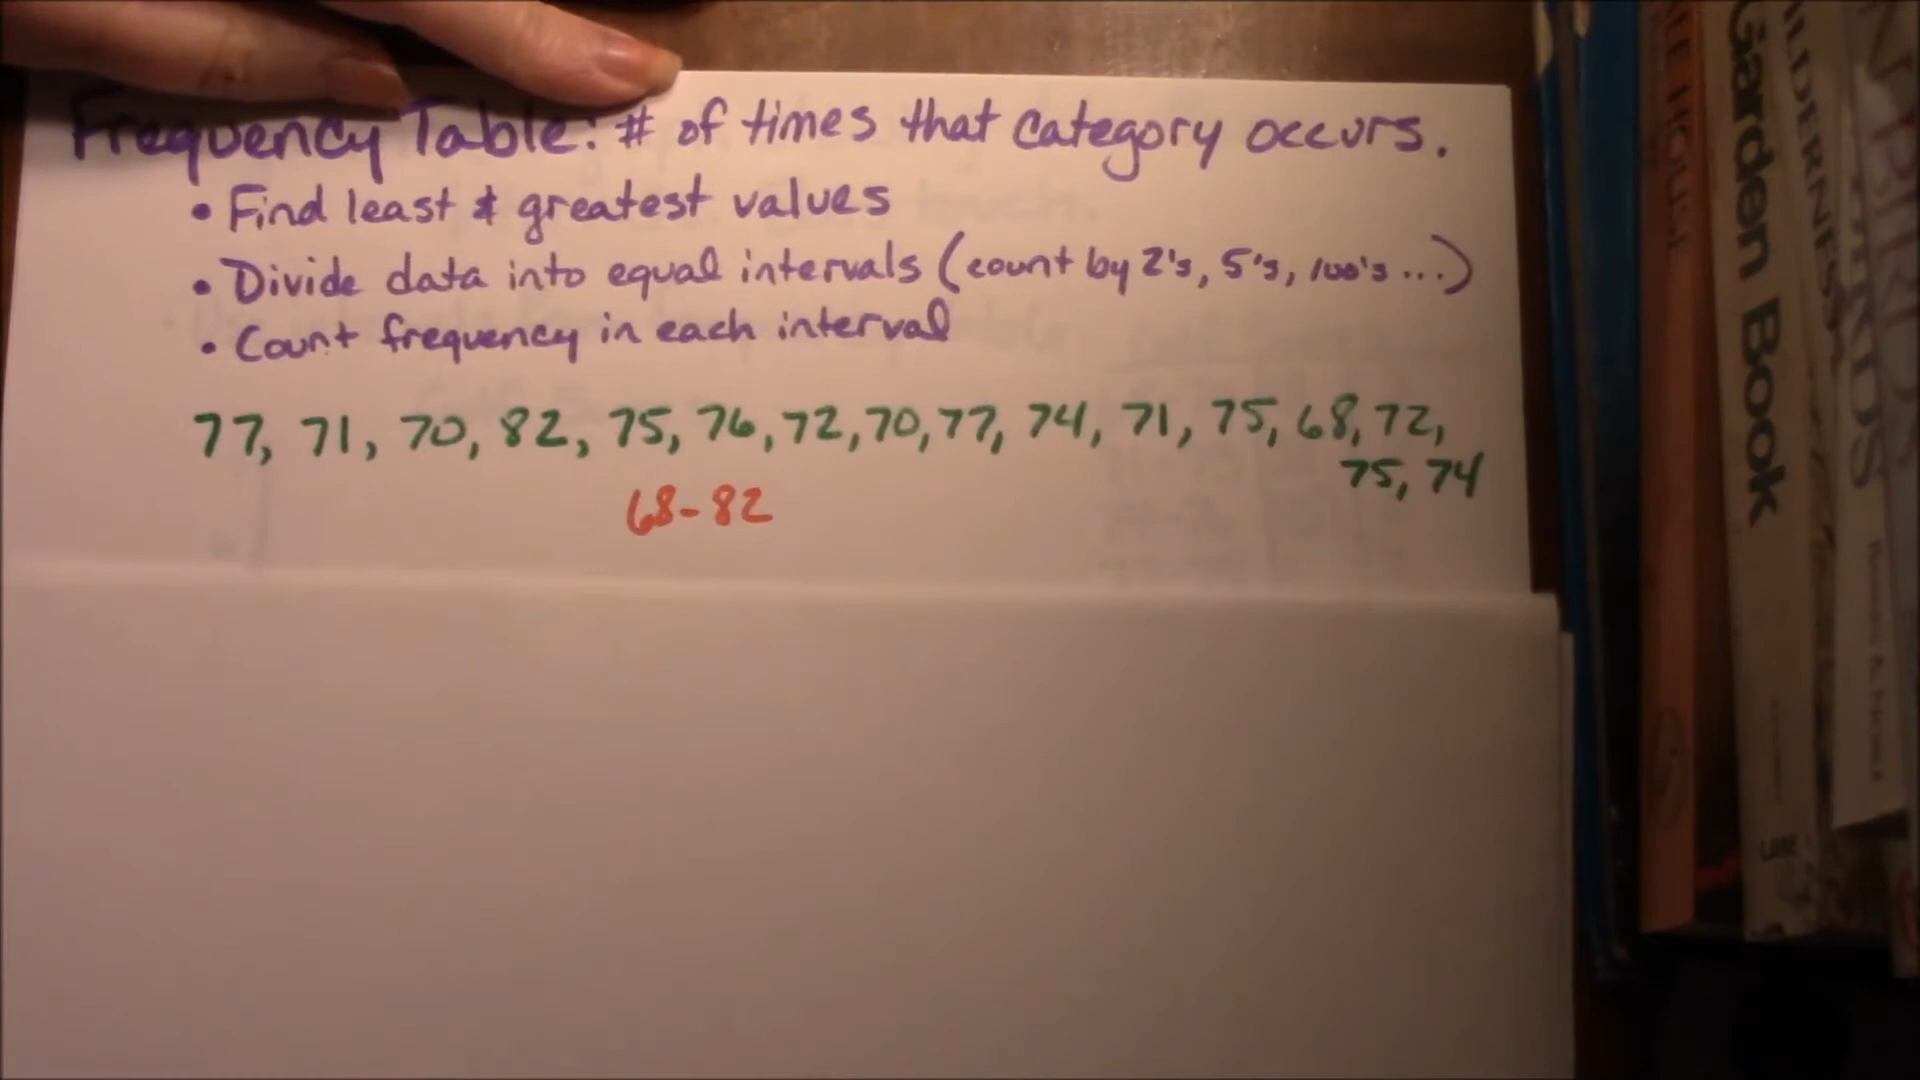 Frequency Table: # of times that category occurs.
• Find least & greatest values
• Divide data into equal intervals (count by 2's, 5's, 100's ...)
• Count frequency in each interval
77, 71, 70, 82, 75, 76, 72, 70, 77, 74, 71, 75, 68, 72,
75, 74
68-82
Garden Book
LANE